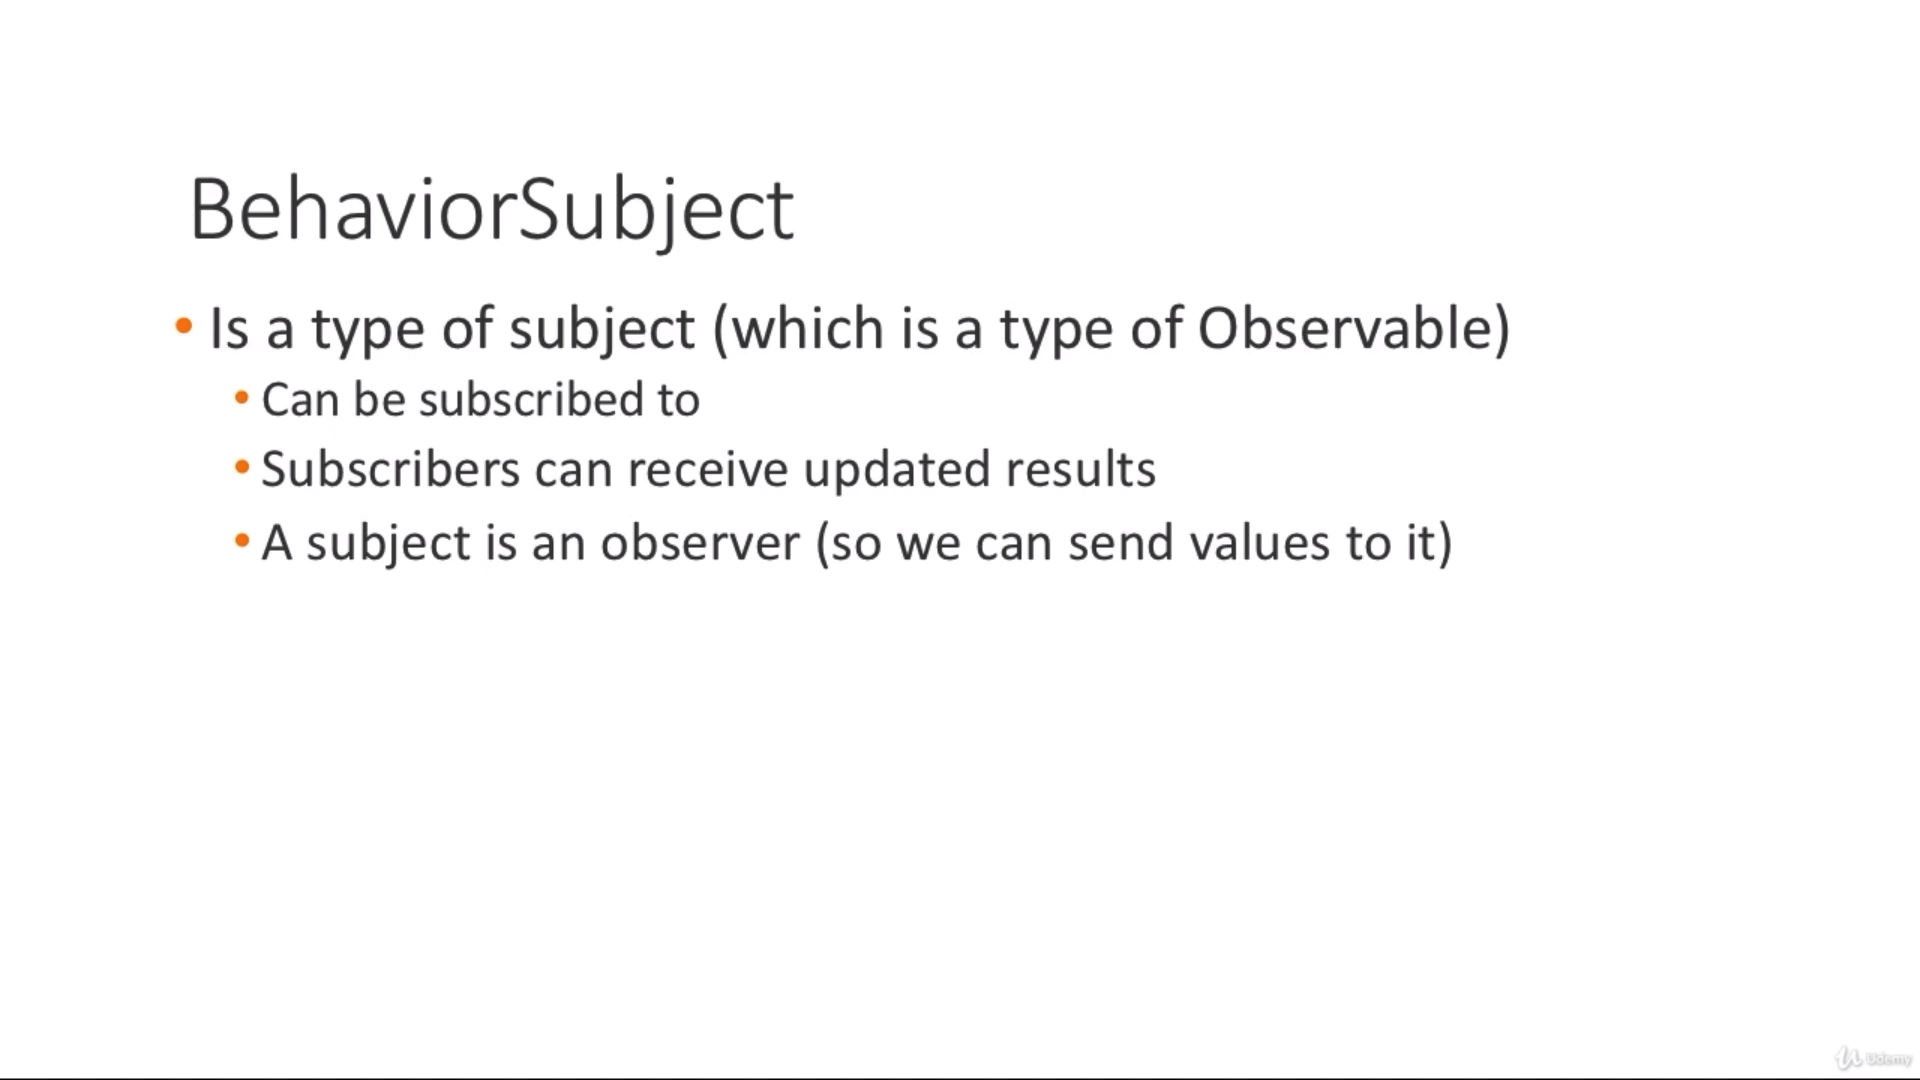 BehaviorSubject
• Is a type of subject (which is a type of Observable)
• Can be subscribed to
• Subscribers can receive updated results
• A subject is an observer (so we can send values to it)
Udemy